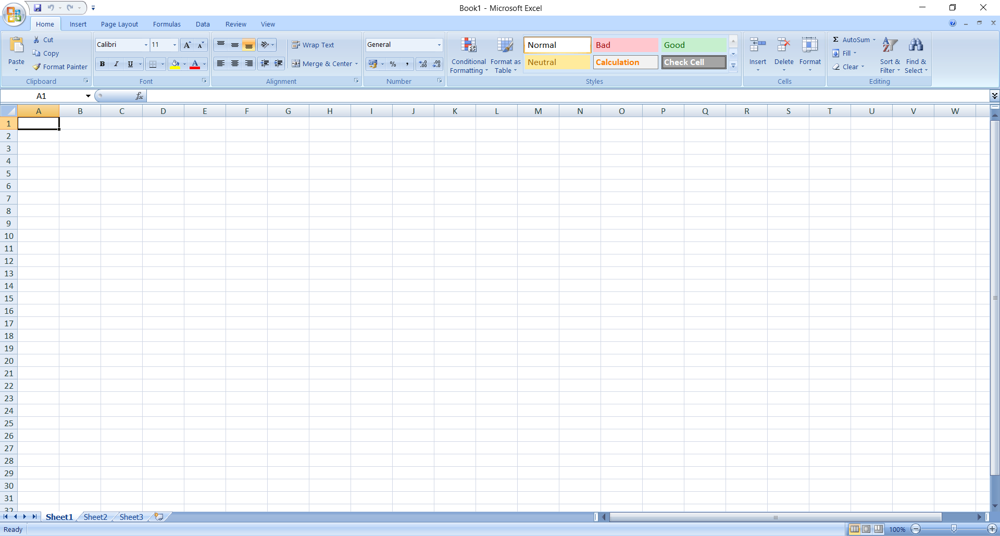 Book1 - Microsoft Excel
Home Insert Page Layout Formulas Data Review View
Paste
Cut
Copy
Format Painter
Clipboard
Calibri 11
B I U A
Font
Wrap Text
Merge & Center
Alignment
General
% ,
Number
Conditional Formatting
Format as Table
Normal Bad Good
Neutral Calculation Check Cell
Styles
Insert Delete Format
Cells
Σ AutoSum
Fill
Clear
Sort & Filter
Find & Select
Editing
A1 fx
A B C D E F G H I J K L M N O P Q R S T U V W
1
2
3
4
5
6
7
8
9
10
11
12
13
14
15
16
17
18
19
20
21
22
23
24
25
26
27
28
29
30
31
32
Sheet1 Sheet2 Sheet3
Ready 100%